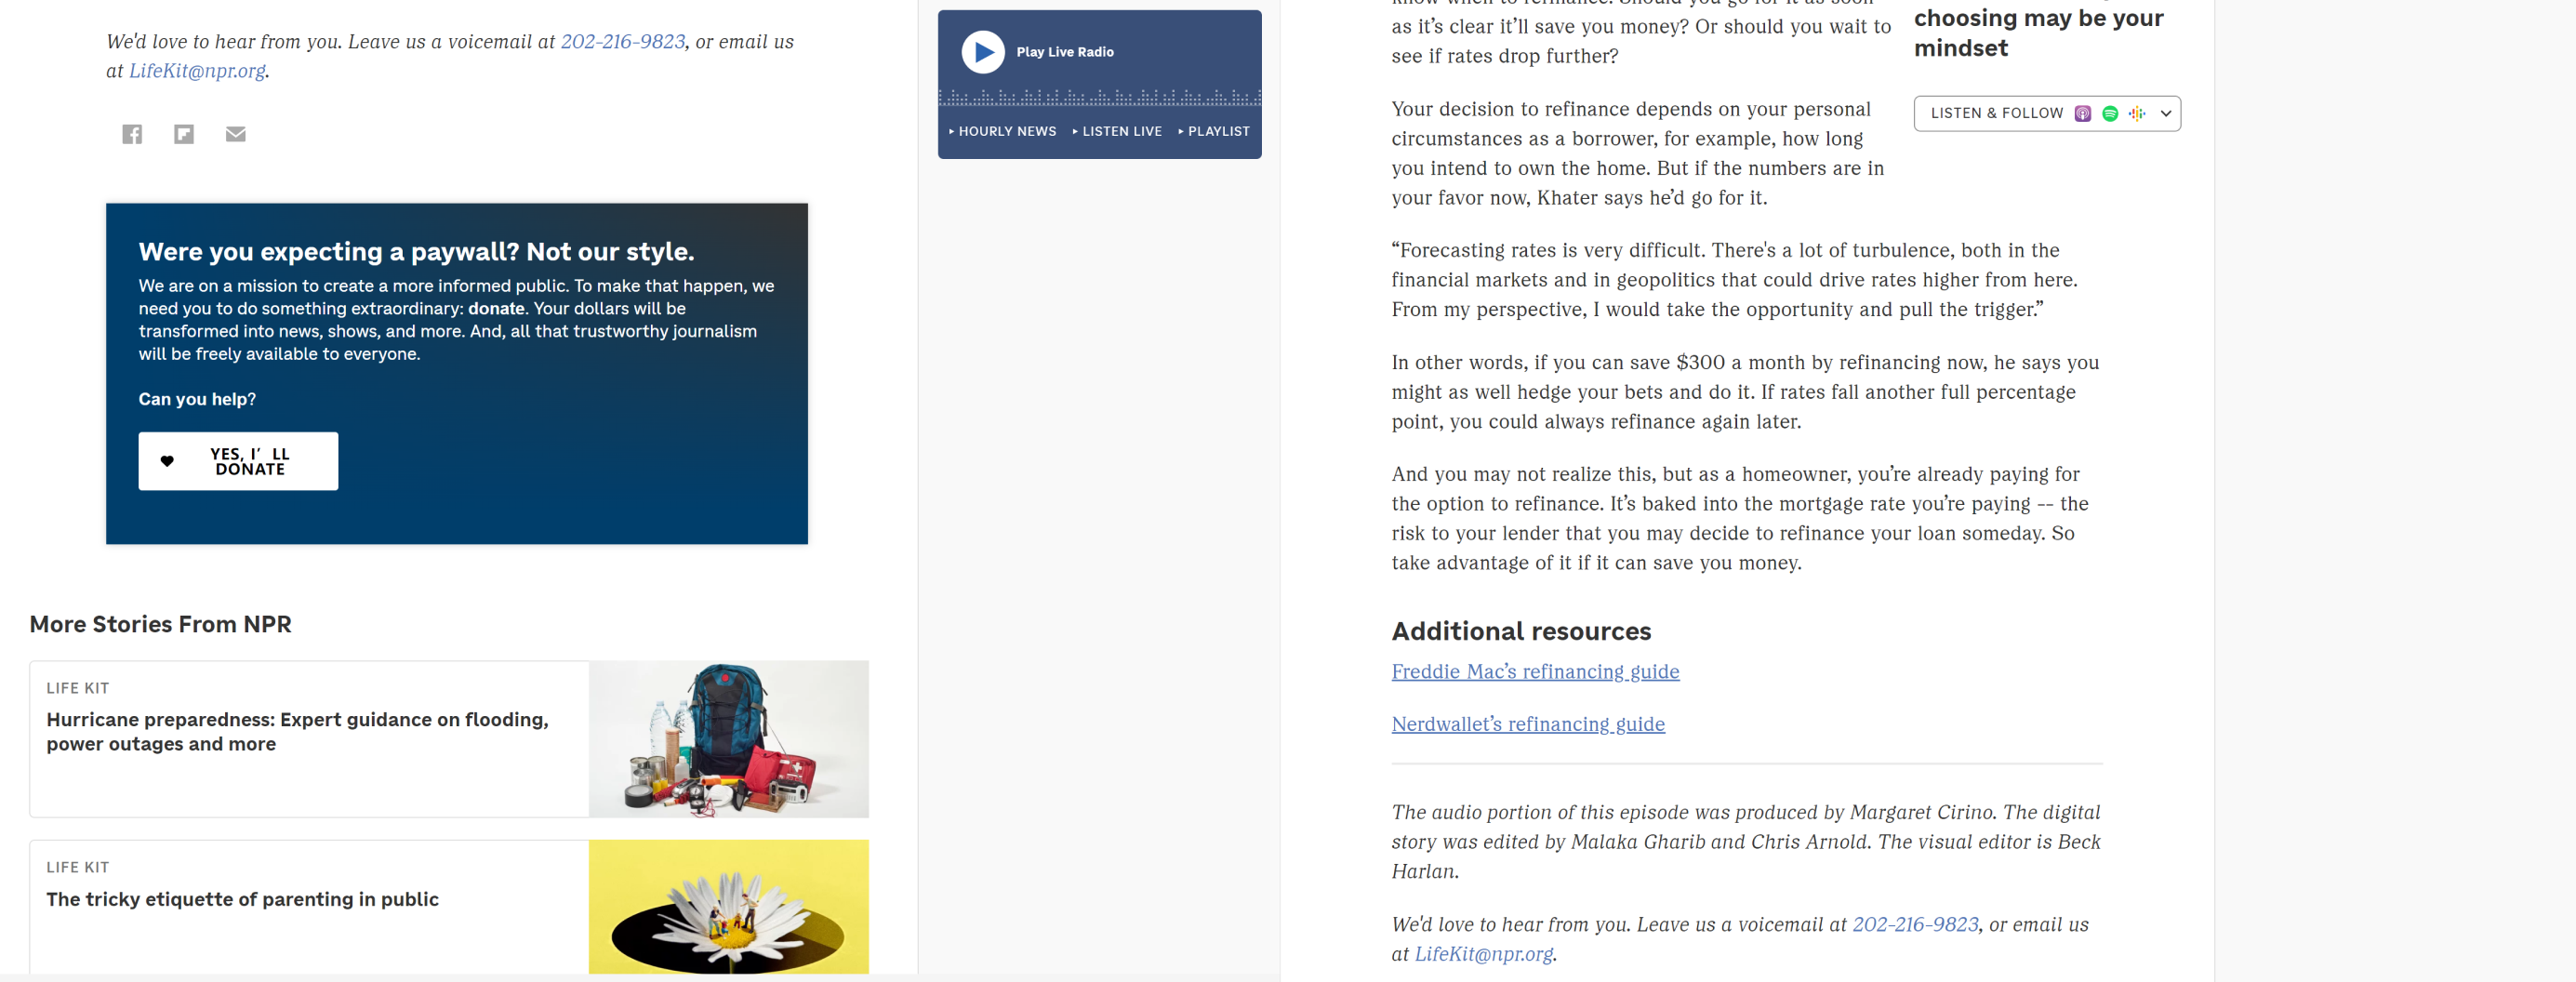 We'd love to hear from you. Leave us a voicemail at 202-216-9823, or email us
at LifeKit@npr.org.
Were you expecting a paywall? Not our style.
We are on a mission to create a more informed public. To make that happen, we
need you to do something extraordinary: donate. Your dollars will be
transformed into news, shows, and more. And, all that trustworthy journalism
will be freely available to everyone.
Can you help?
YES, I’LL
DONATE
More Stories From NPR
LIFE KIT
Hurricane preparedness: Expert guidance on flooding,
power outages and more
LIFE KIT
The tricky etiquette of parenting in public
Play Live Radio
HOURLY NEWS
LISTEN LIVE
PLAYLIST
know when to refinance. Should you go for it as soon
as it’s clear it’ll save you money? Or should you wait to
see if rates drop further?
Your decision to refinance depends on your personal
circumstances as a borrower, for example, how long
you intend to own the home. But if the numbers are in
your favor now, Khater says he’d go for it.
“Forecasting rates is very difficult. There's a lot of turbulence, both in the
financial markets and in geopolitics that could drive rates higher from here.
From my perspective, I would take the opportunity and pull the trigger.”
In other words, if you can save $300 a month by refinancing now, he says you
might as well hedge your bets and do it. If rates fall another full percentage
point, you could always refinance again later.
And you may not realize this, but as a homeowner, you’re already paying for
the option to refinance. It’s baked into the mortgage rate you’re paying -- the
risk to your lender that you may decide to refinance your loan someday. So
take advantage of it if it can save you money.
Additional resources
Freddie Mac’s refinancing guide
Nerdwallet’s refinancing guide
The audio portion of this episode was produced by Margaret Cirino. The digital
story was edited by Malaka Gharib and Chris Arnold. The visual editor is Beck
Harlan.
We'd love to hear from you. Leave us a voicemail at 202-216-9823, or email us
at LifeKit@npr.org.
choosing may be your
mindset
LISTEN & FOLLOW